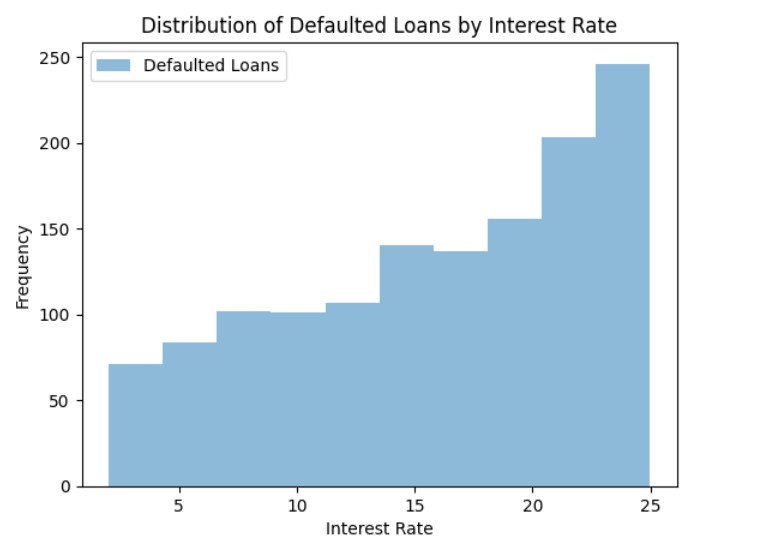 Distribution of Defaulted Loans by Interest Rate
Defaulted Loans
Frequency
250
200
150
100
50
0
5 10 15 20 25
Interest Rate